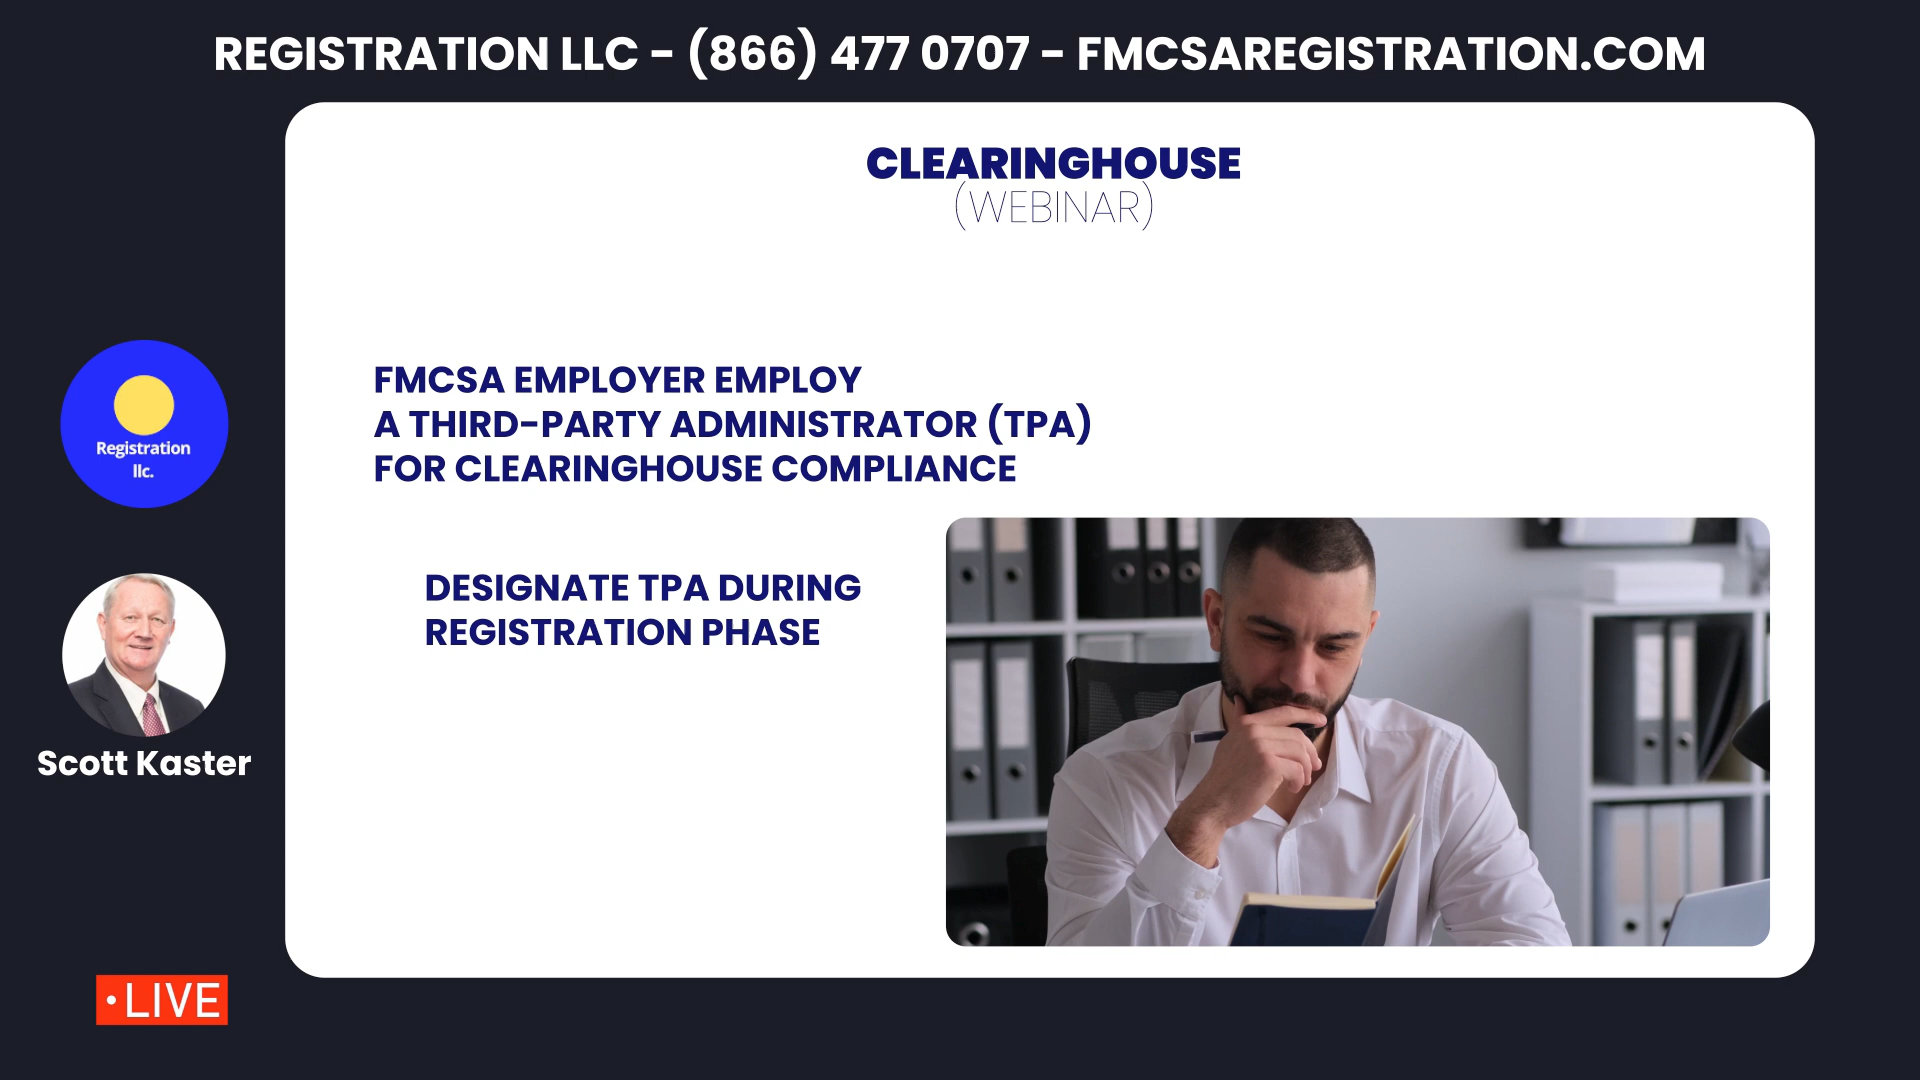 REGISTRATION LLC - (866) 477 0707 - FMCSAREGISTRATION.COM
CLEARINGHOUSE
(WEBINAR)
FMCSA EMPLOYER EMPLOY
A THIRD-PARTY ADMINISTRATOR (TPA)
FOR CLEARINGHOUSE COMPLIANCE
DESIGNATE TPA DURING
REGISTRATION PHASE
Registration
llc.
Scott Kaster
• LIVE